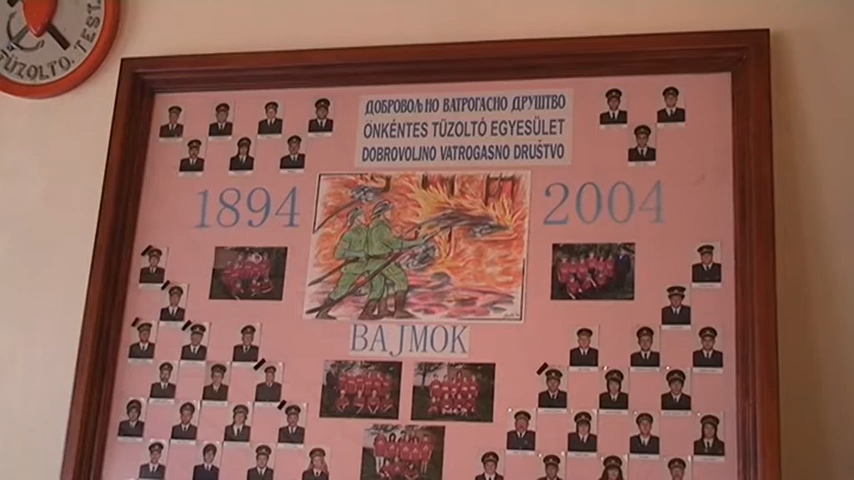 TŰZOLTÓ. TEST
ДОБРОВОЉНО ВАТРОГАСНО ДРУШТВО
ÖNKÉNTES TŰZOLTÓ EGYESÜLET
DOBROVOLJNO VATROGASNO DRUŠTVO
1894 2004
BAJMOK